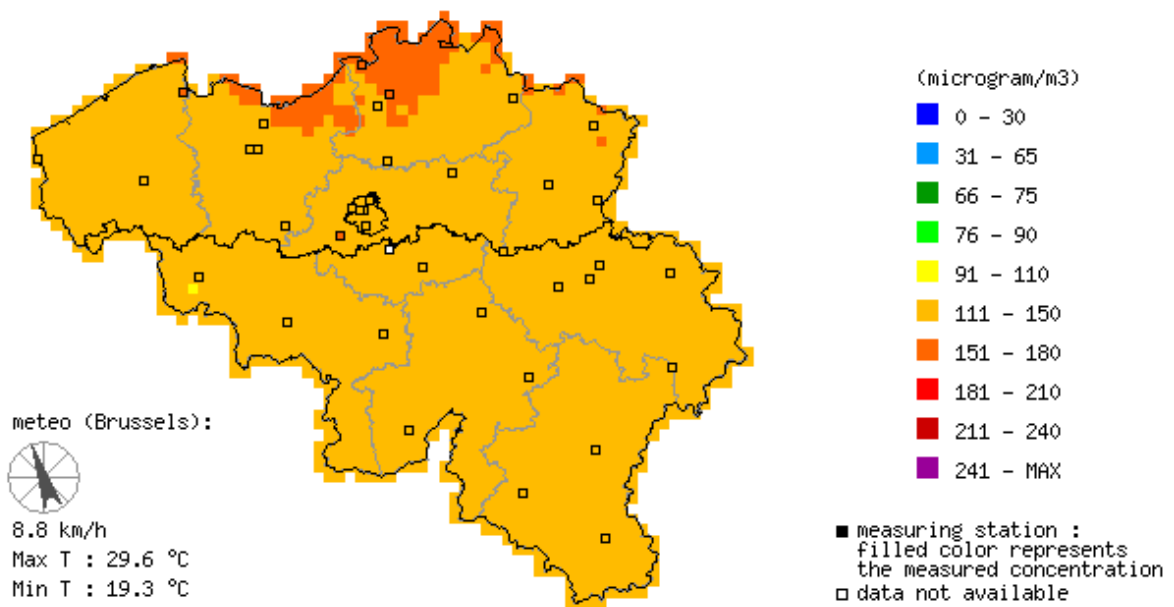 (microgram/m3)
0 - 30
31 - 65
66 - 75
76 - 90
91 - 110
111 - 150
151 - 180
181 - 210
211 - 240
241 - MAX
meteo (Brussels):
8.8 km/h
Max T : 29.6 °C
Min T : 19.3 °C
measuring station :
filled color represents
the measured concentration
data not available